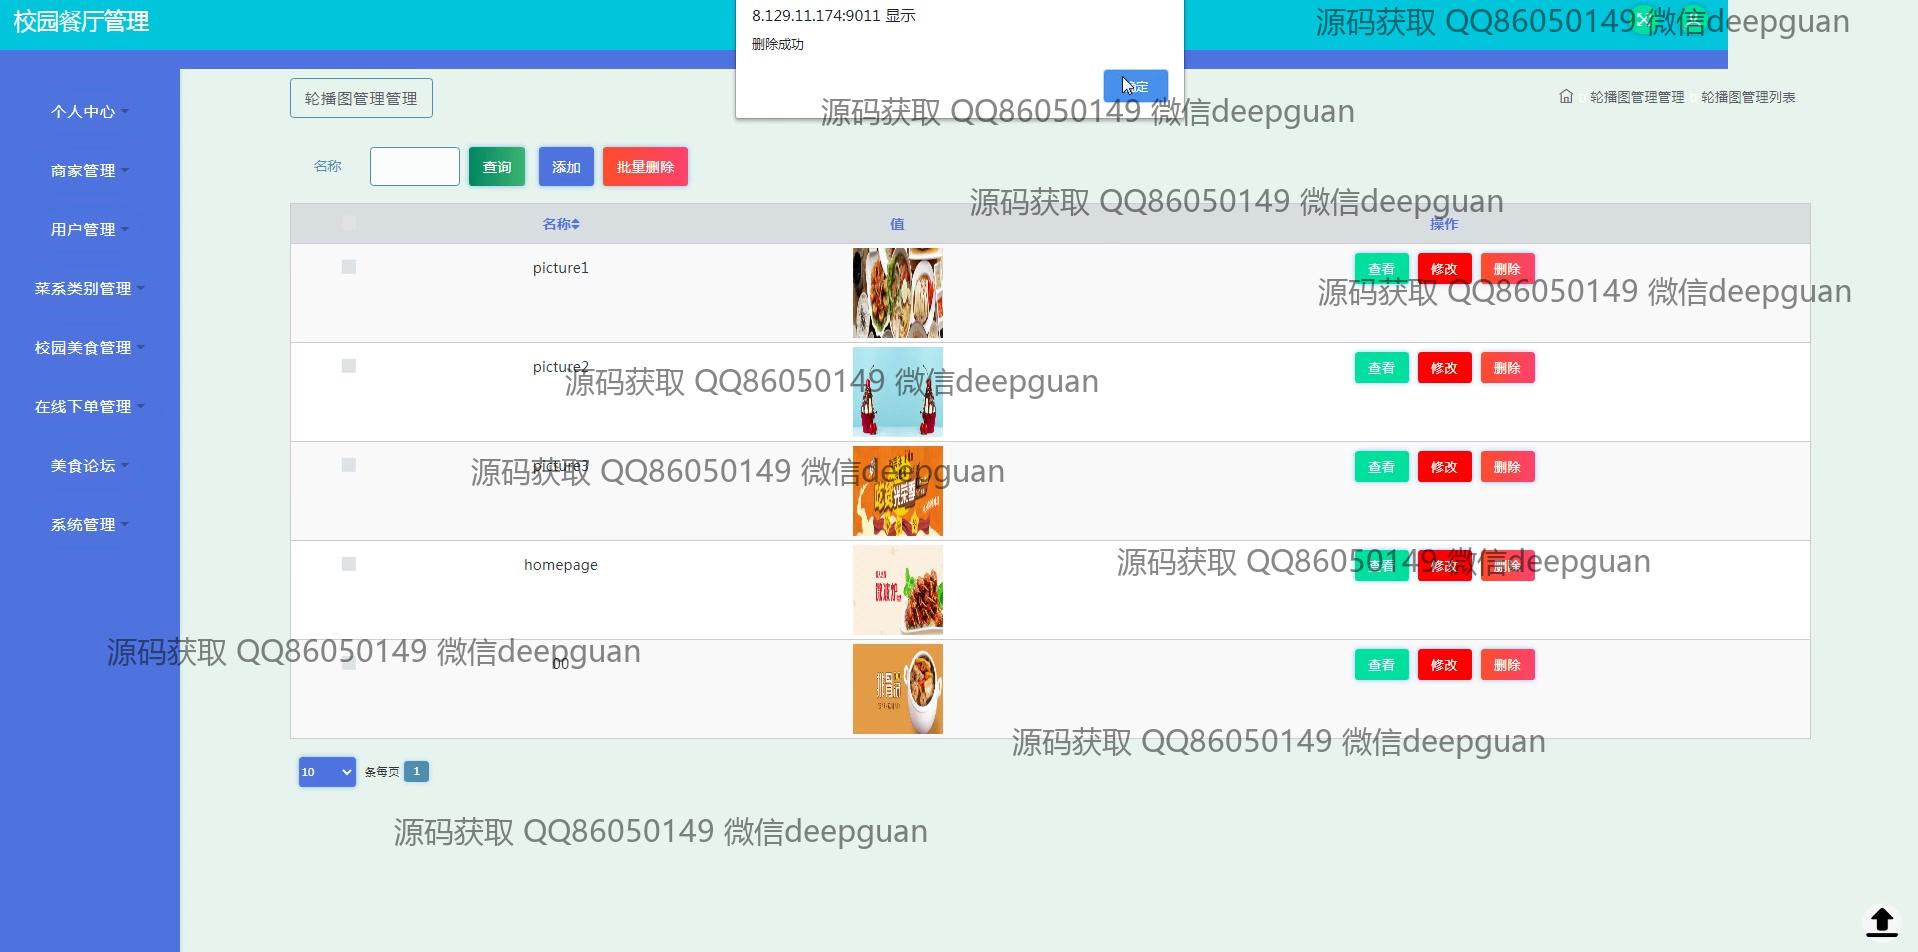 校园餐厅管理
8.129.11.174:9011 显示
删除成功
确定
源码获取 QQ86050149 微信deepguan
源码获取 QQ86050149 微信deepguan
个人中心
商家管理
用户管理
菜系类别管理
校园美食管理
在线下单管理
美食论坛
系统管理
轮播图管理管理
轮播图管理管理 轮播图管理列表
名称 查询 添加 批量删除
源码获取 QQ86050149 微信deepguan
名称 值 操作
picture1 查看 修改 删除
源码获取 QQ86050149 微信deepguan
picture2 查看 修改 删除
源码获取 QQ86050149 微信deepguan
picture3 查看 修改 删除
源码获取 QQ86050149 微信deepguan
homepage 查看 修改 删除
源码获取 QQ86050149 微信deepguan
00 查看 修改 删除
源码获取 QQ86050149 微信deepguan
源码获取 QQ86050149 微信deepguan
10 条每页 1
源码获取 QQ86050149 微信deepguan